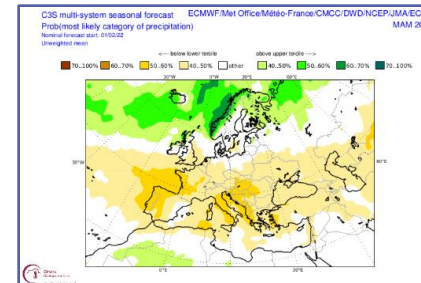 C3S multi-system seasonal forecast ECMWF/Met Office/Météo-France/CMCC/DWD/NCEP/JMA/EC
Prob(most likely category of precipitation) MAM 20
Nominal forecast start: 01/02/22
Unweighted mean
<-- below lower tercile above upper tercile -->
70..100% 60..70% 50..60% 40..50% other 40..50% 50..60% 60..70% 70..100%
30°W 0°E 30°E 60°E
30°W 60°E
0°E 30°E